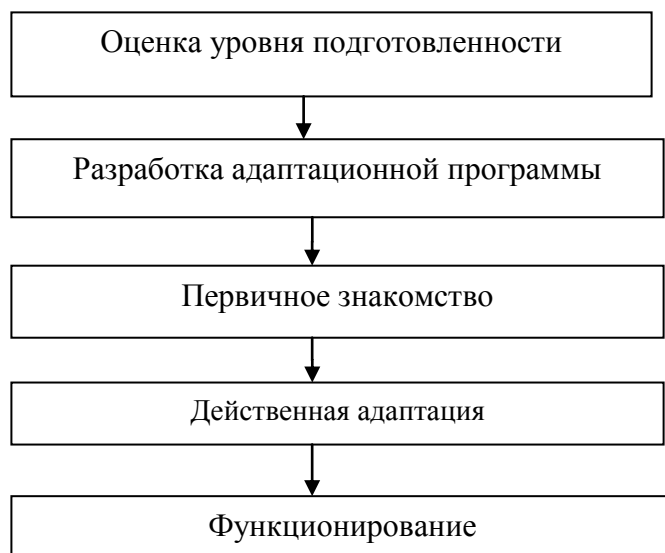 Оценка уровня подготовленности
Разработка адаптационной программы
Первичное знакомство
Действенная адаптация
Функционирование